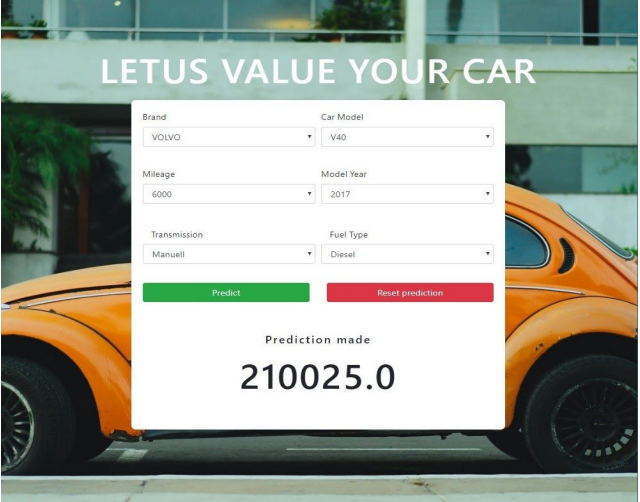 LETUS VALUE YOUR CAR
Brand Car Model
VOLVO V40
Mileage Model Year
6000 2017
Transmission Fuel Type
Manuell Diesel
Predict Reset prediction
Prediction made
210025.0